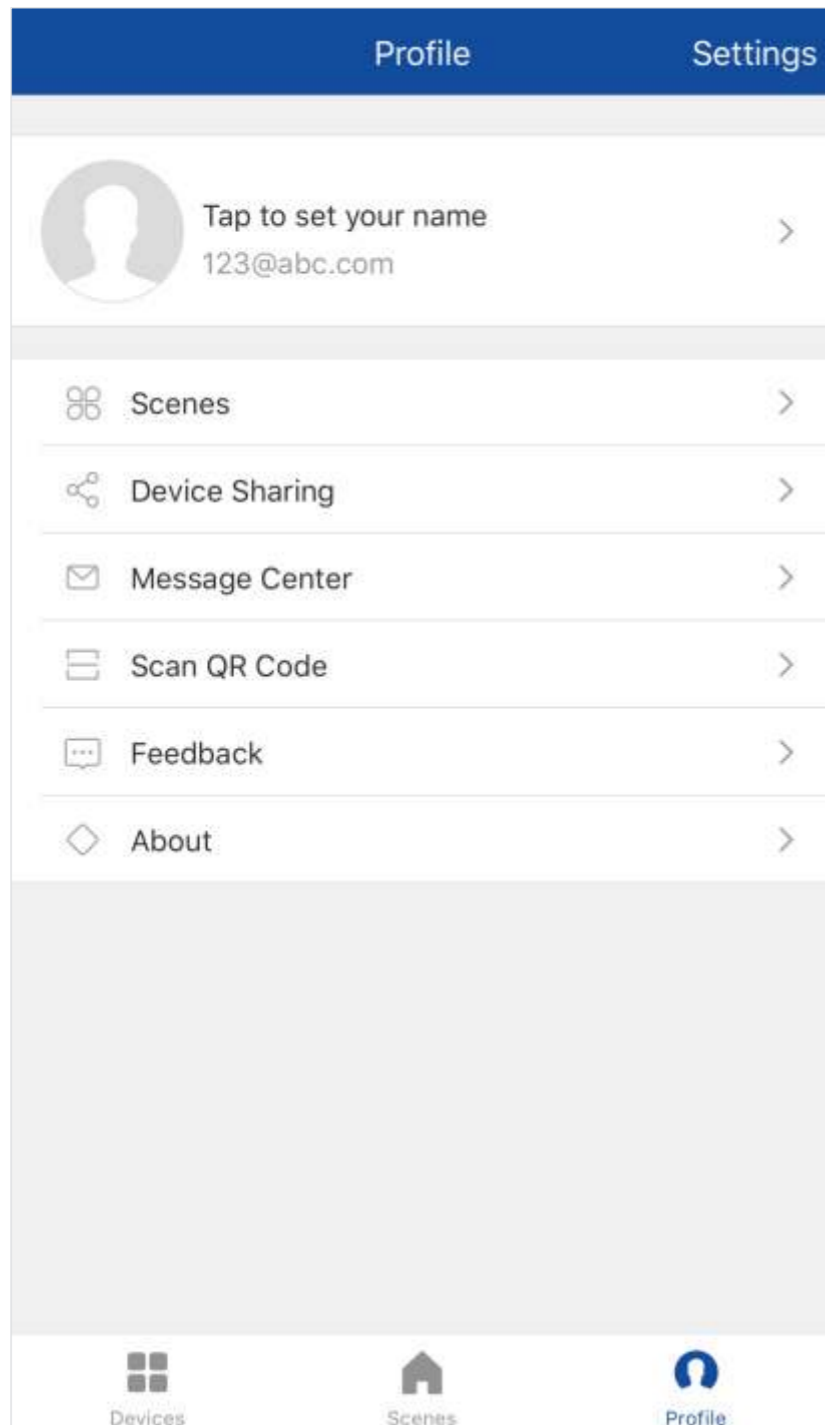 Profile
Settings
Tap to set your name
123@abc.com
Scenes
Device Sharing
Message Center
Scan QR Code
Feedback
About
Devices
Scenes
Profile